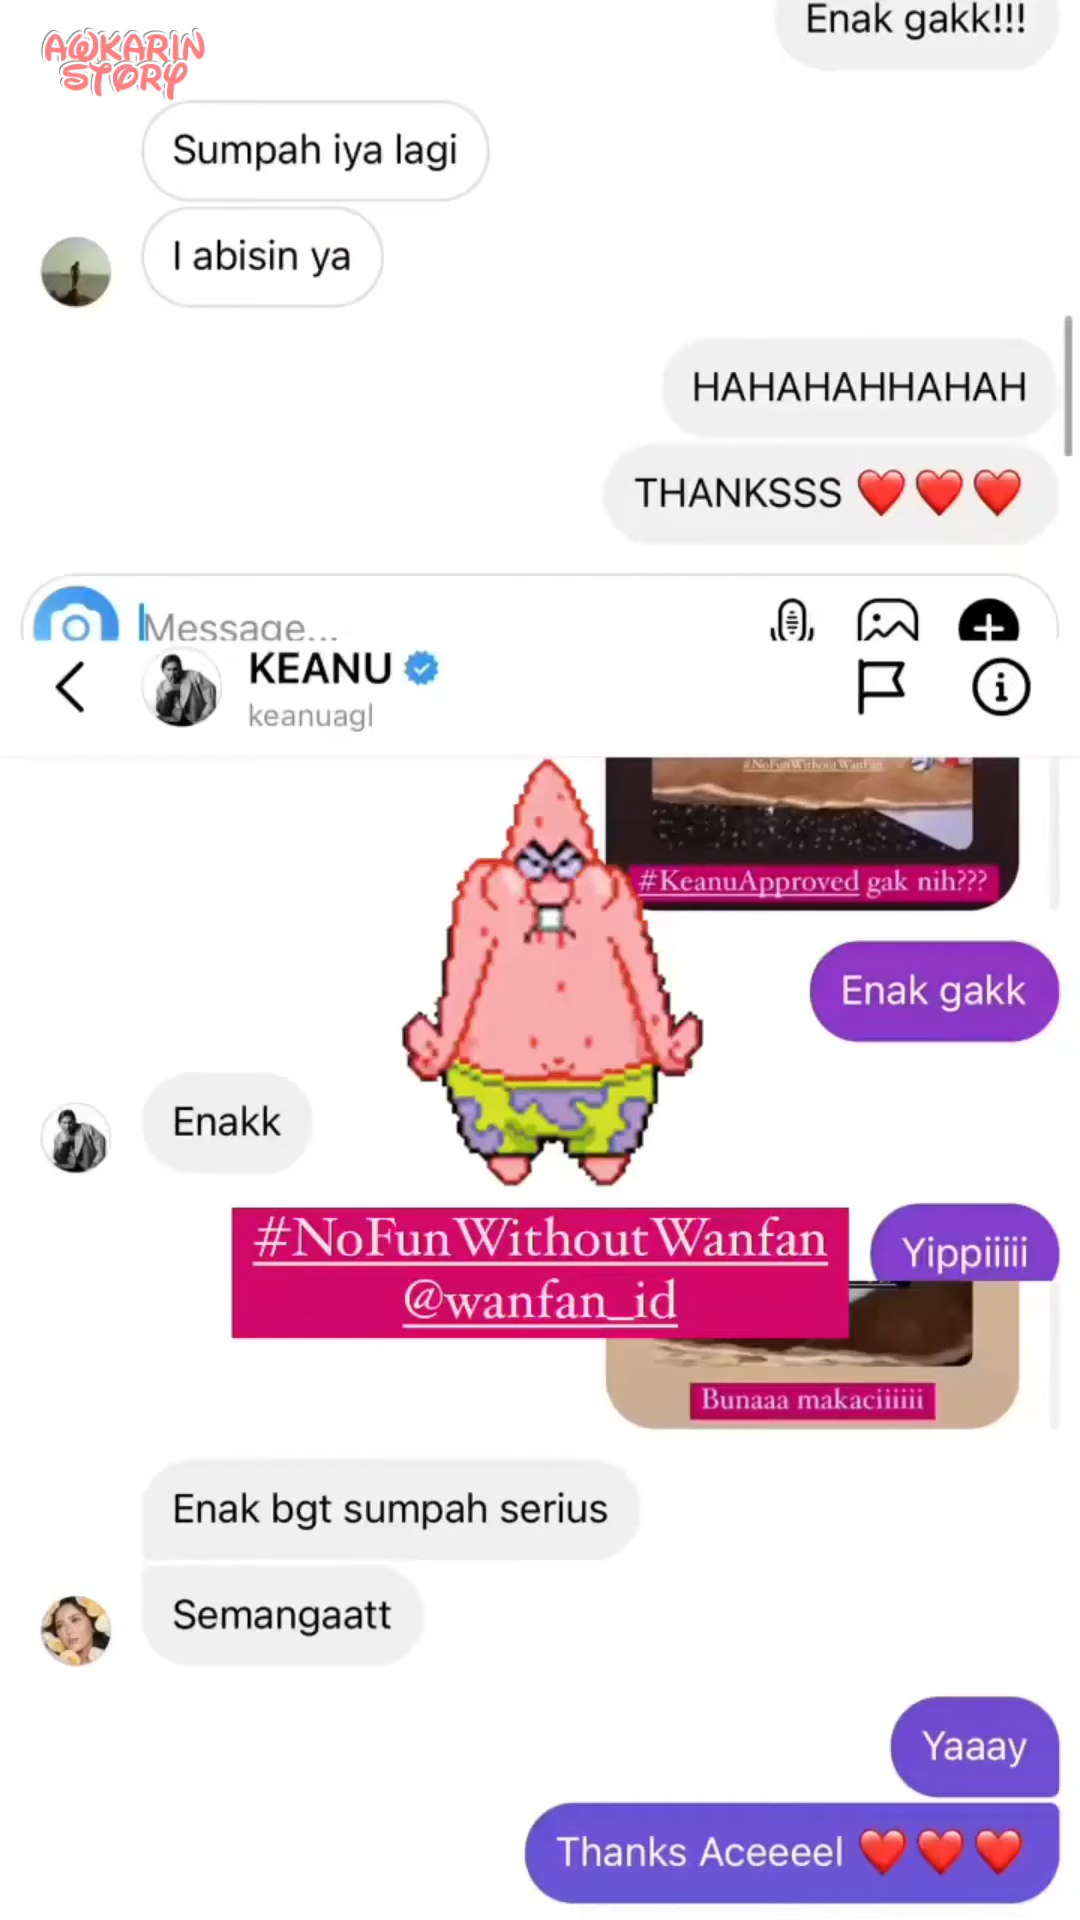 Enak gakk!!!
AWKARIN
STORY
Sumpah iya lagi
I abisin ya
HAHAHAHHAHAH
THANKSSS ❤️❤️❤️
Message...
KEANU
keanuagl
#NoFunWithoutWanfan
#KeanuApproved gak nih???
Enak gakk
Enakk
#NoFunWithoutWanfan
@wanfan_id
Yippiiiii
Bunaaa makaciiiiii
Enak bgt sumpah serius
Semangaatt
Yaaay
Thanks Aceeeel ❤️❤️❤️